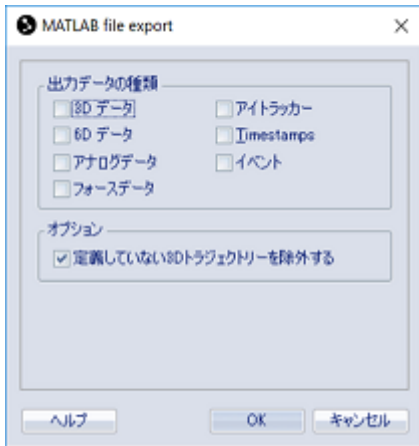 MATLAB file export
出力データの種類
3D データ
アイトラッカー
6D データ
Timestamps
アナログデータ
イベント
フォースデータ
オプション
定義していない3Dトラジェクトリーを除外する
ヘルプ
OK
キャンセル